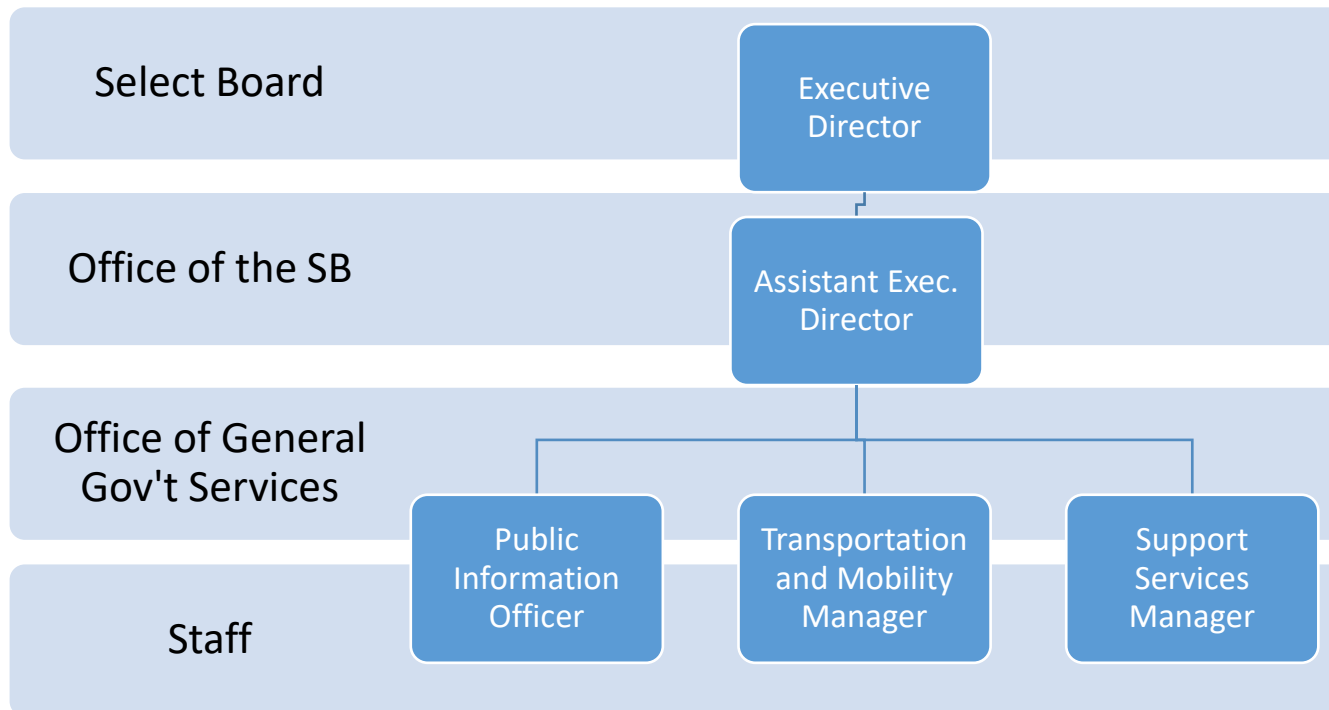 Select Board
Executive
Director
Office of the SB
Assistant Exec.
Director
Office of General
Gov't Services
Public
Information
Officer
Transportation
and Mobility
Manager
Support
Services
Manager
Staff